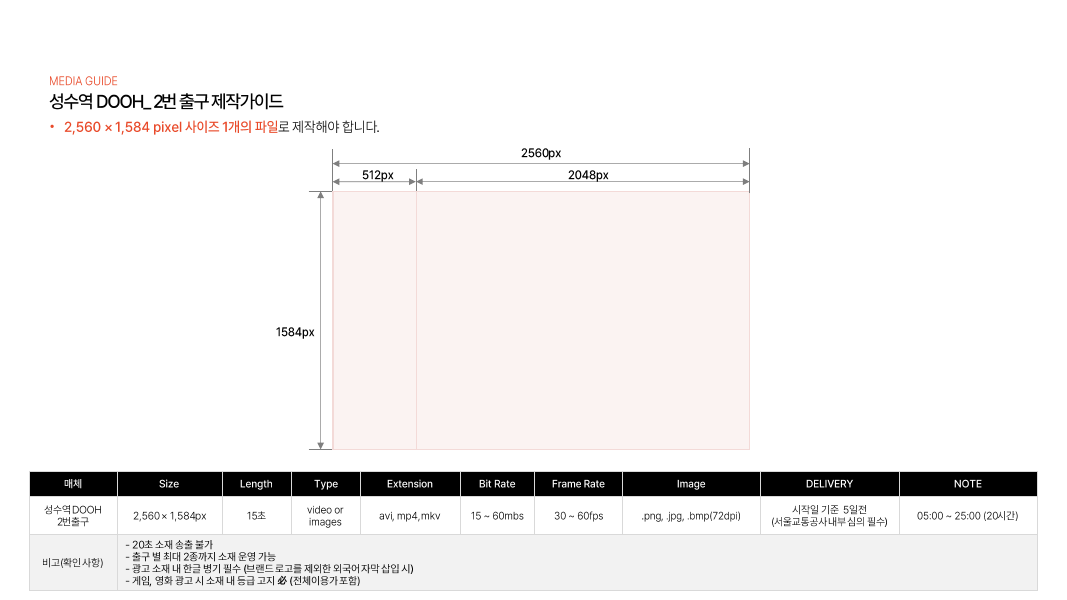 MEDIA GUIDE
성수역 DOOH_ 2번 출구 제작가이드
• 2,560 × 1,584 pixel 사이즈 1개의 파일로 제작해야 합니다.
2560px
512px 2048px
1584px
매체 Size Length Type Extension Bit Rate Frame Rate Image DELIVERY NOTE
성수역 DOOH 2번출구 2,560 × 1,584px 15초 video or images avi, mp4,mkv 15 ~ 60mbs 30 ~ 60fps .png, .jpg, .bmp(72dpi) 시작일 기준 5일전 (서울교통공사 내부 심의 필수) 05:00 ~ 25:00 (20시간)
비고(확인사항)
- 20초 소재 송출 불가
- 출구 별 최대 2종까지 소재 운영 가능
- 광고 소재 내 한글 병기 필수 (브랜드 로고를 제외한 외국어 자막 삽입 시)
- 게임, 영화 광고 시 소재 내 등급 고지 必 (전체이용가 포함)